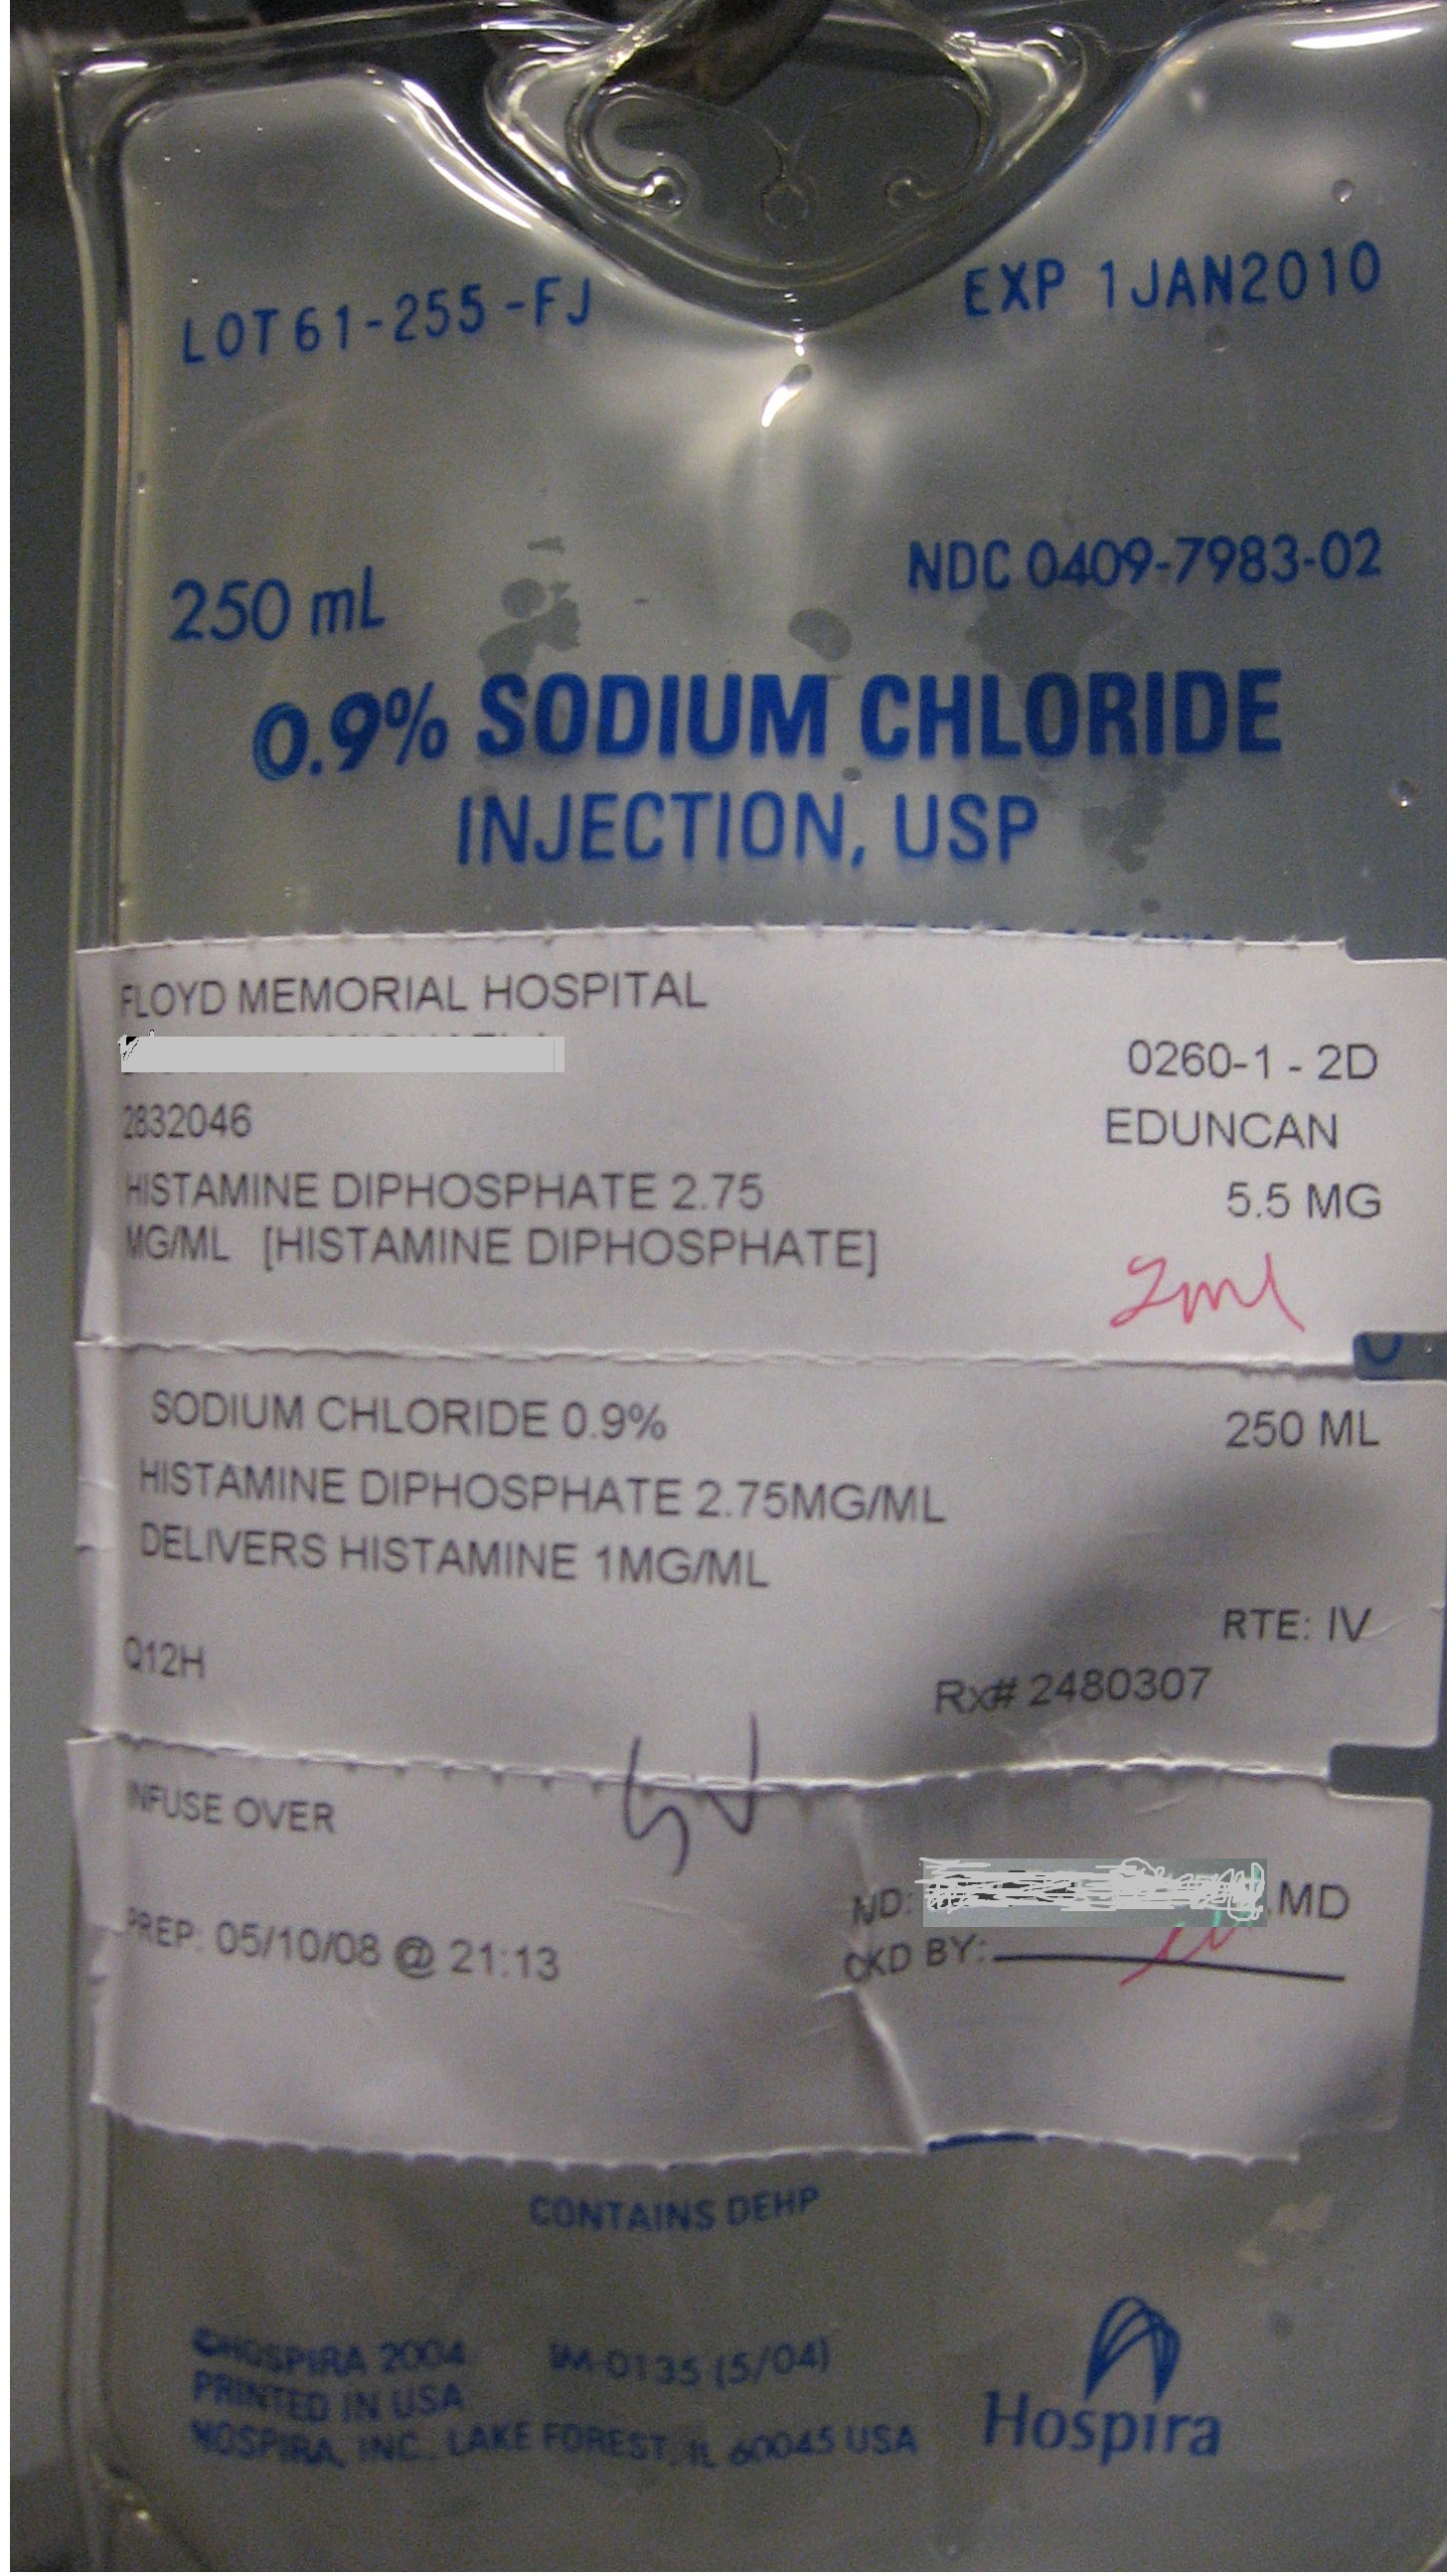 LOT 61-255-FJ EXP 1JAN2010
NDC 0409-7983-02
250 mL
0.9% SODIUM CHLORIDE
INJECTION, USP
FLOYD MEMORIAL HOSPITAL
0260-1 - 2D
2832046 EDUNCAN
HISTAMINE DIPHOSPHATE 2.75 5.5 MG
MG/ML [HISTAMINE DIPHOSPHATE]
2ml
SODIUM CHLORIDE 0.9% 250 ML
HISTAMINE DIPHOSPHATE 2.75MG/ML
DELIVERS HISTAMINE 1MG/ML
RTE: IV
Q12H Rx# 2480307
INFUSE OVER
MD
PREP: 05/10/08 @ 21:13 CKD BY:
CONTAINS DEHP
©HOSPIRA 2004 IM-0135 (5/04)
PRINTED IN USA
HOSPIRA, INC., LAKE FOREST, IL 60045 USA
Hospira